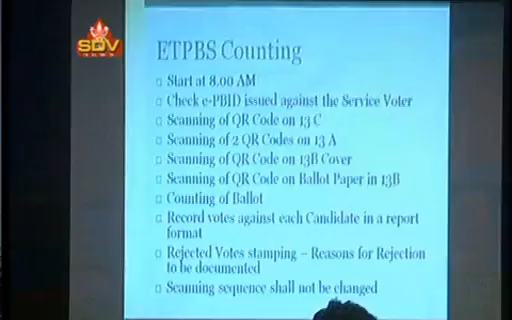 SDV
NEWS
ETPBS Counting
Start at 8.00 AM
Check e-PBID issued against the Service Voter
Scanning of QR Code on 13 C
Scanning of 2 QR Codes on 13 A
Scanning of QR Code on 13B Cover
Scanning of QR Code on Ballot Paper in 13B
Counting of Ballot
Record votes against each Candidate in a report
format
Rejected Votes stamping – Reasons for Rejection
to be documented
Scanning sequence shall not be changed